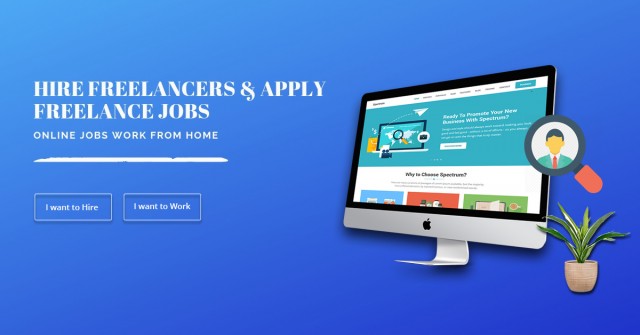 HIRE FREELANCERS & APPLY
FREELANCE JOBS
ONLINE JOBS WORK FROM HOME
I want to Hire
I want to Work
Ready To Promote Your New
Business With Spectrum?
Why to Choose Spectrum?